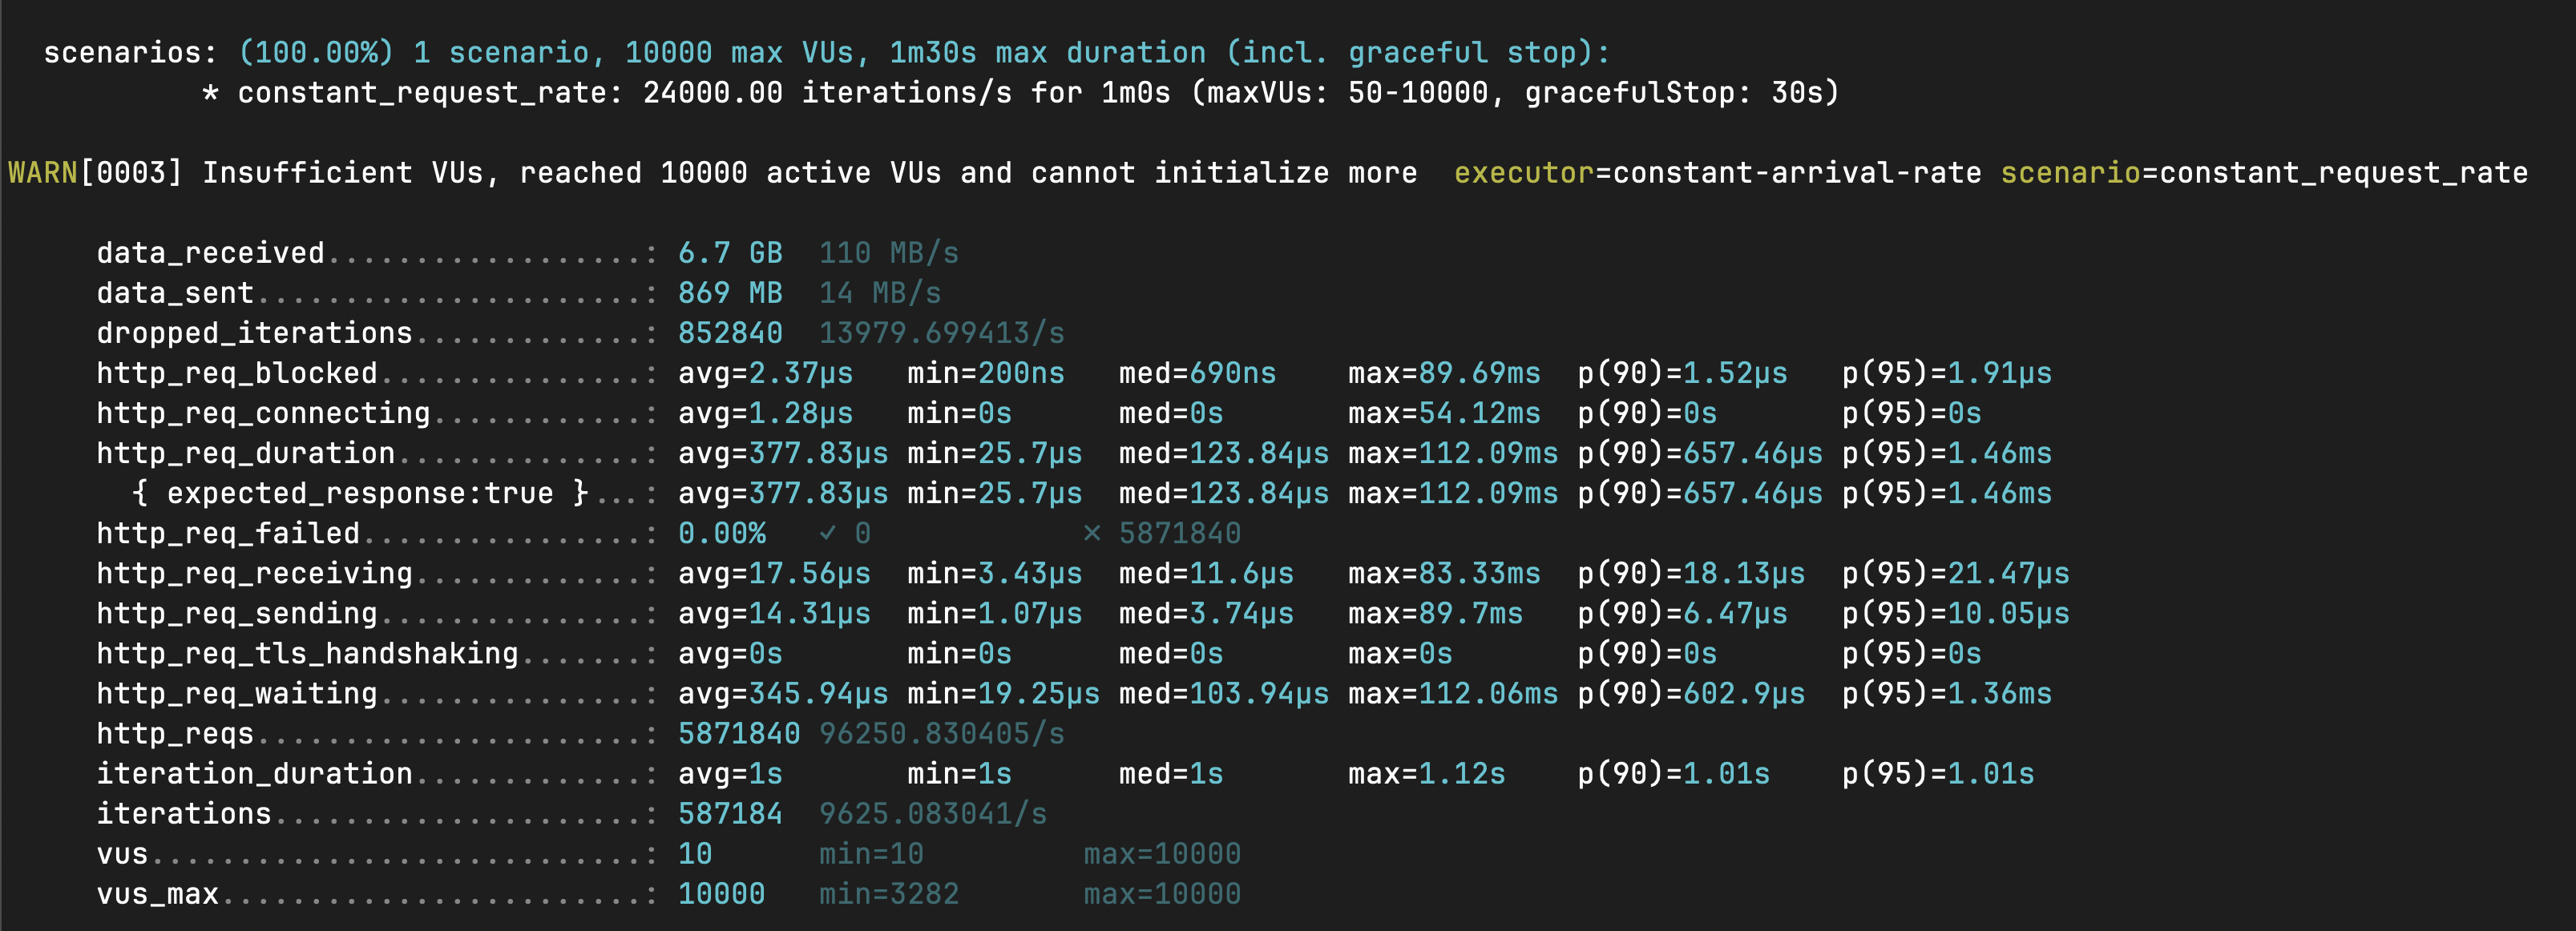 scenarios: (100.00%) 1 scenario, 10000 max VUs, 1m30s max duration (incl. graceful stop):
* constant_request_rate: 24000.00 iterations/s for 1m0s (maxVUs: 50-10000, gracefulStop: 30s)
WARN[0003] Insufficient VUs, reached 10000 active VUs and cannot initialize more  executor=constant-arrival-rate scenario=constant_request_rate
data_received..................: 6.7 GB  110 MB/s
data_sent......................: 869 MB  14 MB/s
dropped_iterations.............: 852840  13979.699413/s
http_req_blocked...............: avg=2.37µs   min=200ns   med=690ns    max=89.69ms  p(90)=1.52µs   p(95)=1.91µs
http_req_connecting............: avg=1.28µs   min=0s      med=0s       max=54.12ms  p(90)=0s       p(95)=0s
http_req_duration..............: avg=377.83µs min=25.7µs  med=123.84µs max=112.09ms p(90)=657.46µs p(95)=1.46ms
{ expected_response:true }...: avg=377.83µs min=25.7µs  med=123.84µs max=112.09ms p(90)=657.46µs p(95)=1.46ms
http_req_failed................: 0.00%   ✓ 0            ✗ 5871840
http_req_receiving.............: avg=17.56µs  min=3.43µs  med=11.6µs   max=83.33ms  p(90)=18.13µs  p(95)=21.47µs
http_req_sending...............: avg=14.31µs  min=1.07µs  med=3.74µs   max=89.7ms   p(90)=6.47µs   p(95)=10.05µs
http_req_tls_handshaking.......: avg=0s       min=0s      med=0s       max=0s       p(90)=0s       p(95)=0s
http_req_waiting...............: avg=345.94µs min=19.25µs med=103.94µs max=112.06ms p(90)=602.9µs  p(95)=1.36ms
http_reqs......................: 5871840 96250.830405/s
iteration_duration.............: avg=1s       min=1s      med=1s       max=1.12s    p(90)=1.01s    p(95)=1.01s
iterations.....................: 587184  9625.083041/s
vus............................: 10      min=10         max=10000
vus_max........................: 10000   min=3282       max=10000